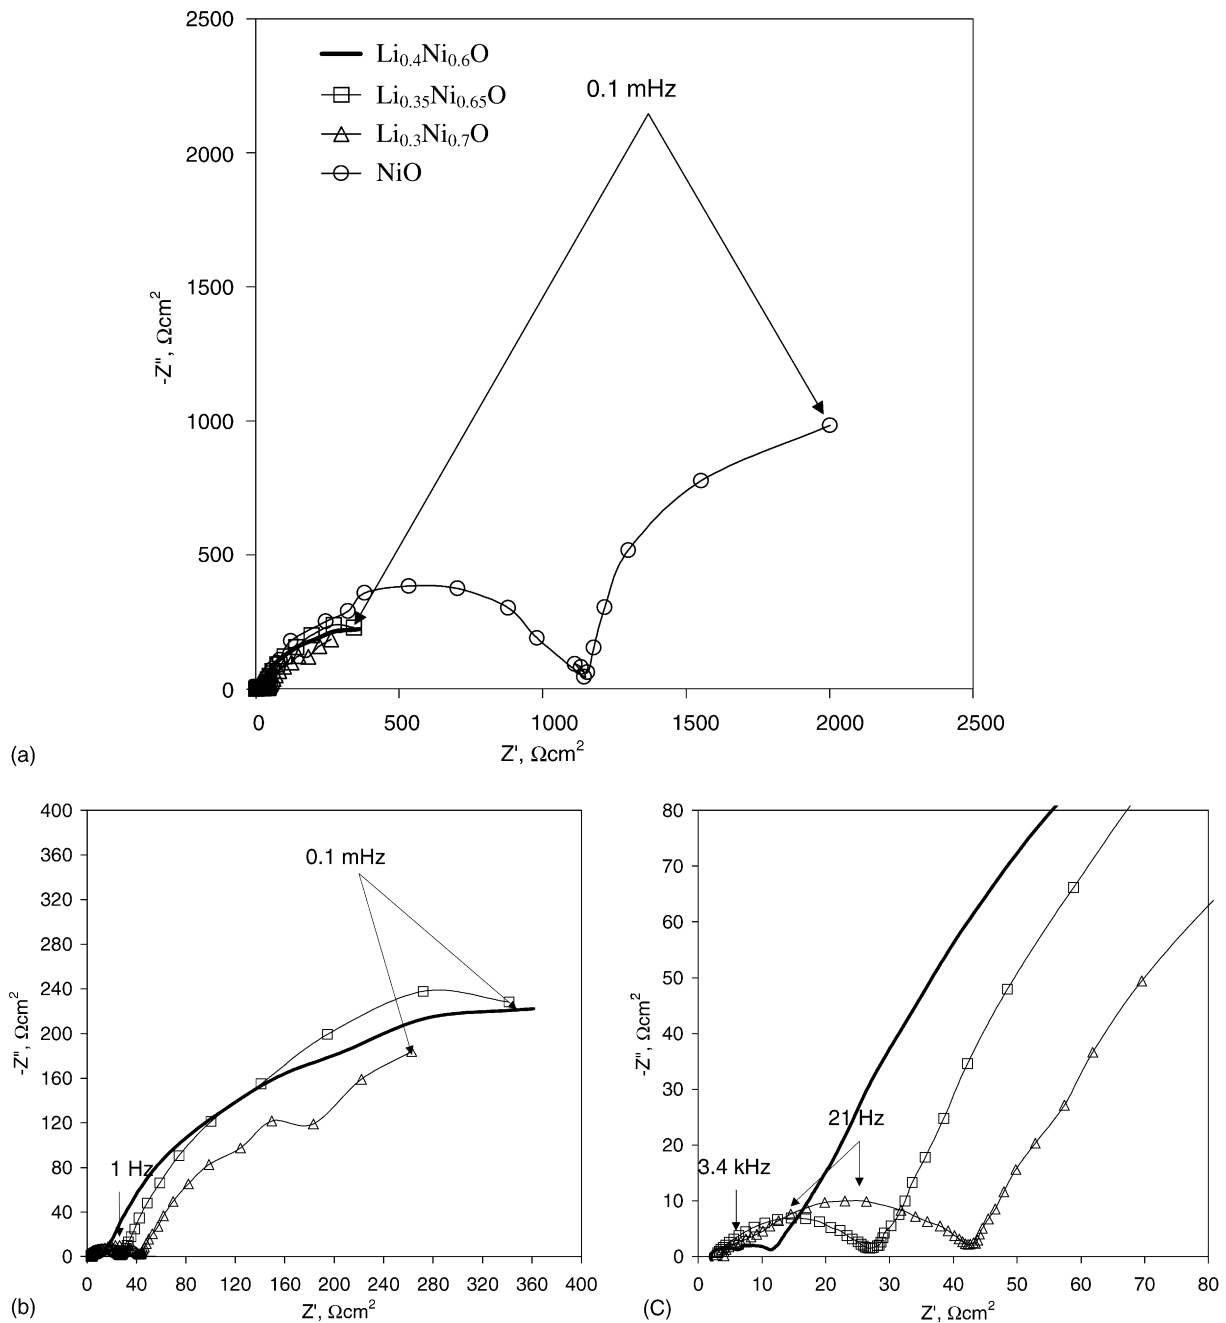 2500
2000
1500
1000
500
0
-Z", Ωcm²
Li₀.₄Ni₀.₆O
Li₀.₃₅Ni₀.₆₅O
Li₀.₃Ni₀.₇O
NiO
0.1 mHz
0 500 1000 1500 2000 2500
Z', Ωcm²
(a)
400
360
320
280
240
200
160
120
80
40
0
-Z", Ωcm²
0.1 mHz
1 Hz
0 40 80 120 160 200 240 280 320 360 400
Z', Ωcm²
(b)
80
70
60
50
40
30
20
10
0
-Z", Ωcm²
21 Hz
3.4 kHz
0 10 20 30 40 50 60 70 80
Z', Ωcm²
(C)